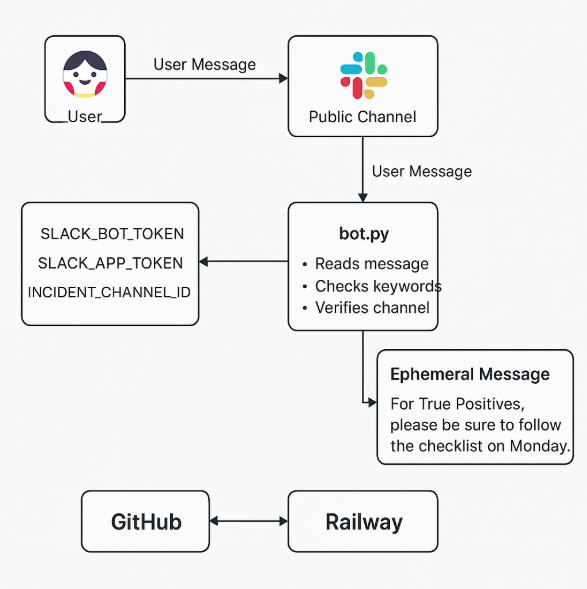 User Message
User
Public Channel
User Message
SLACK_BOT_TOKEN
SLACK_APP_TOKEN
INCIDENT_CHANNEL_ID
bot.py
• Reads message
• Checks keywords
• Verifies channel
Ephemeral Message
For True Positives,
please be sure to follow
the checklist on Monday.
GitHub
Railway